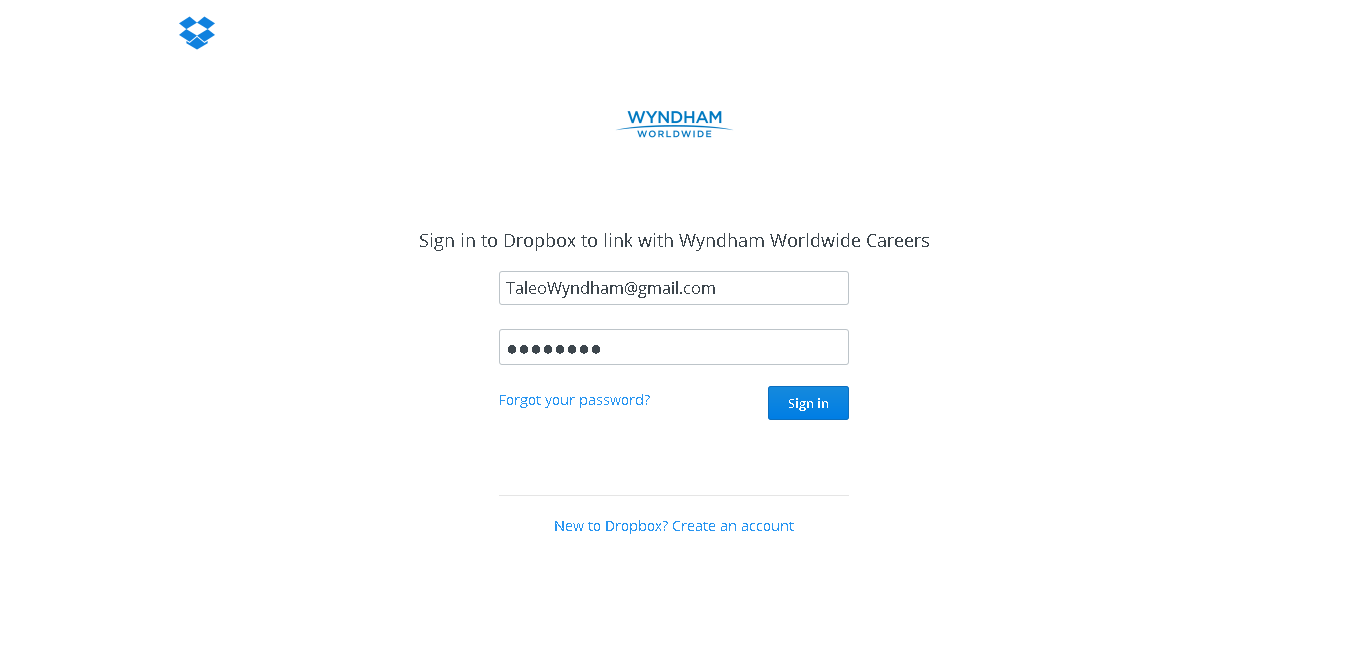 WYNDHAM
WORLDWIDE
Sign in to Dropbox to link with Wyndham Worldwide Careers
TaleoWyndham@gmail.com
●●●●●●●●
Forgot your password?
Sign in
New to Dropbox? Create an account